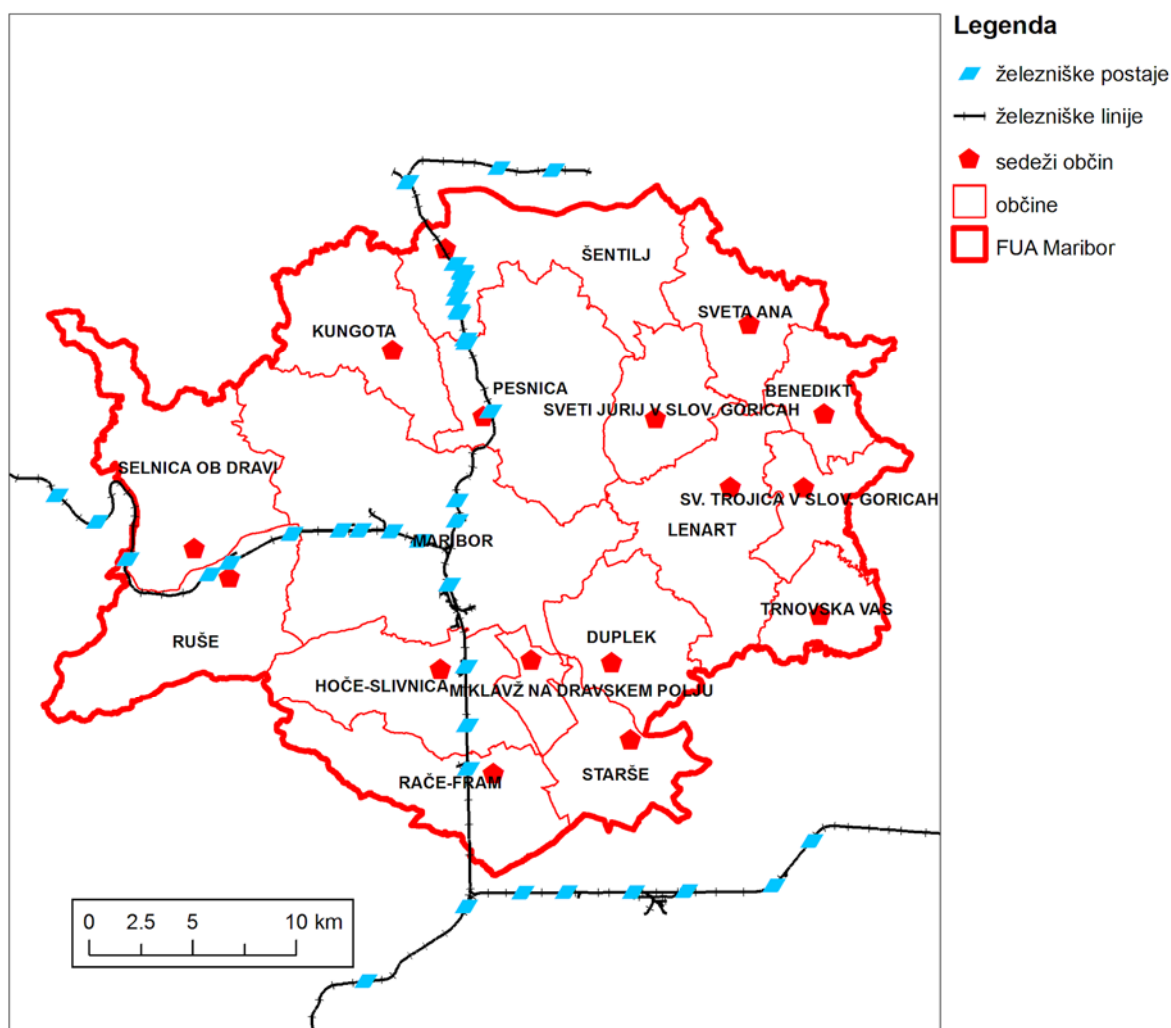 Legenda
železniške postaje
železniške linije
sedeži občin
občine
FUA Maribor
ŠENTILJ
SVETA ANA
KUNGOTA
PESNICA
BENEDIKT
SVETI JURIJ V SLOV. GORICAH
SELNICA OB DRAVI
SV. TROJICA V SLOV. GORICAH
LENART
MARIBOR
TRNOVSKA VAS
RUŠE
DUPLEK
HOČE-SLIVNICA
MIKLAVŽ NA DRAVSKEM POLJU
RAČE-FRAM
STARŠE
0 2.5 5 10 km